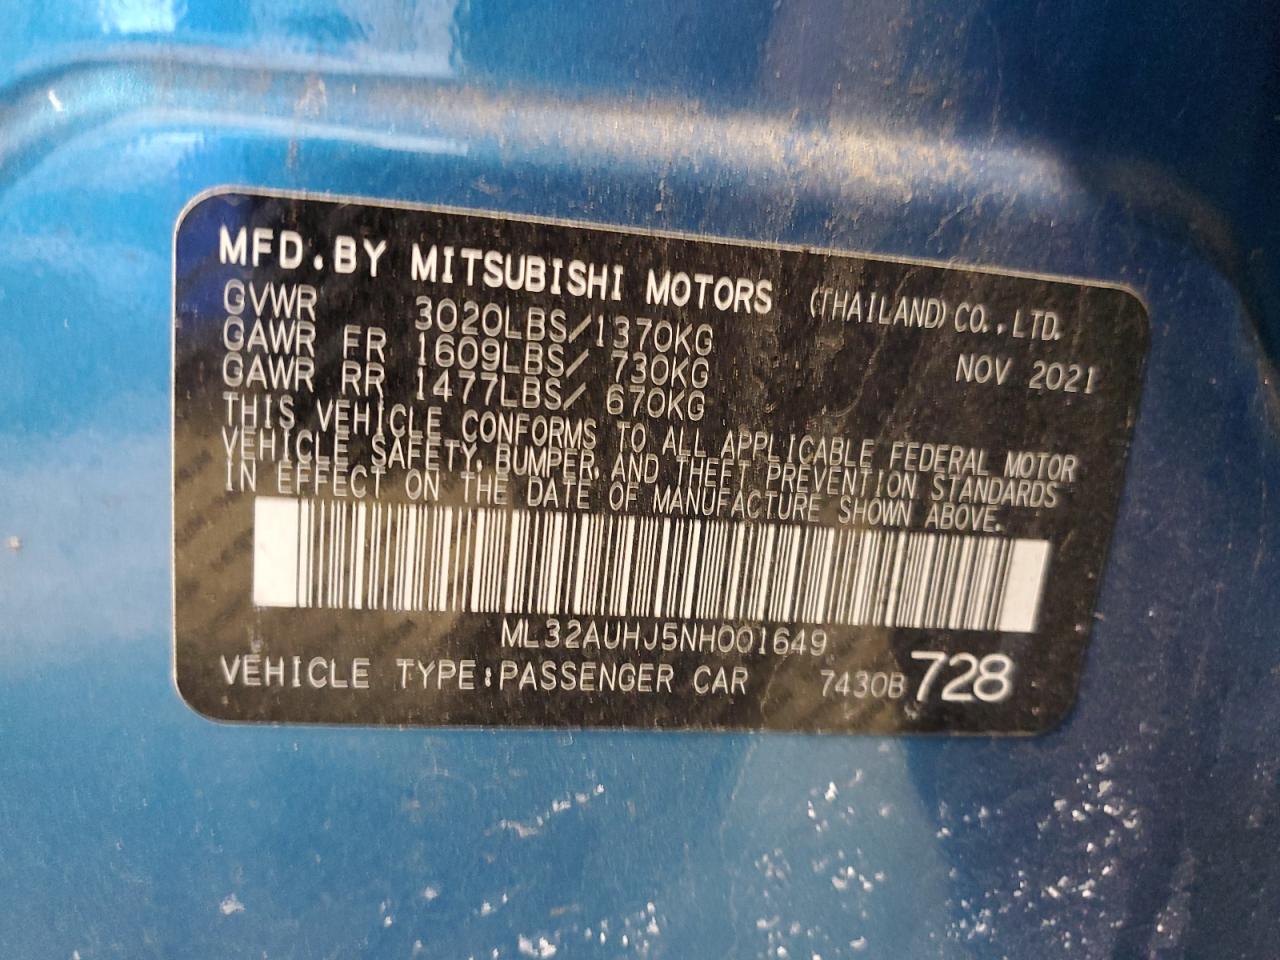 MFD.BY MITSUBISHI MOTORS (THAILAND) CO.,LTD.
GVWR 3020LBS/1370KG NOV 2021
GAWR FR 1609LBS/ 730KG
GAWR RR 1477LBS/ 670KG
THIS VEHICLE CONFORMS TO ALL APPLICABLE FEDERAL MOTOR
VEHICLE SAFETY, BUMPER, AND THEFT PREVENTION STANDARDS
IN EFFECT ON THE DATE OF MANUFACTURE SHOWN ABOVE.
ML32AUHJ5NH001649
VEHICLE TYPE:PASSENGER CAR 7430B728